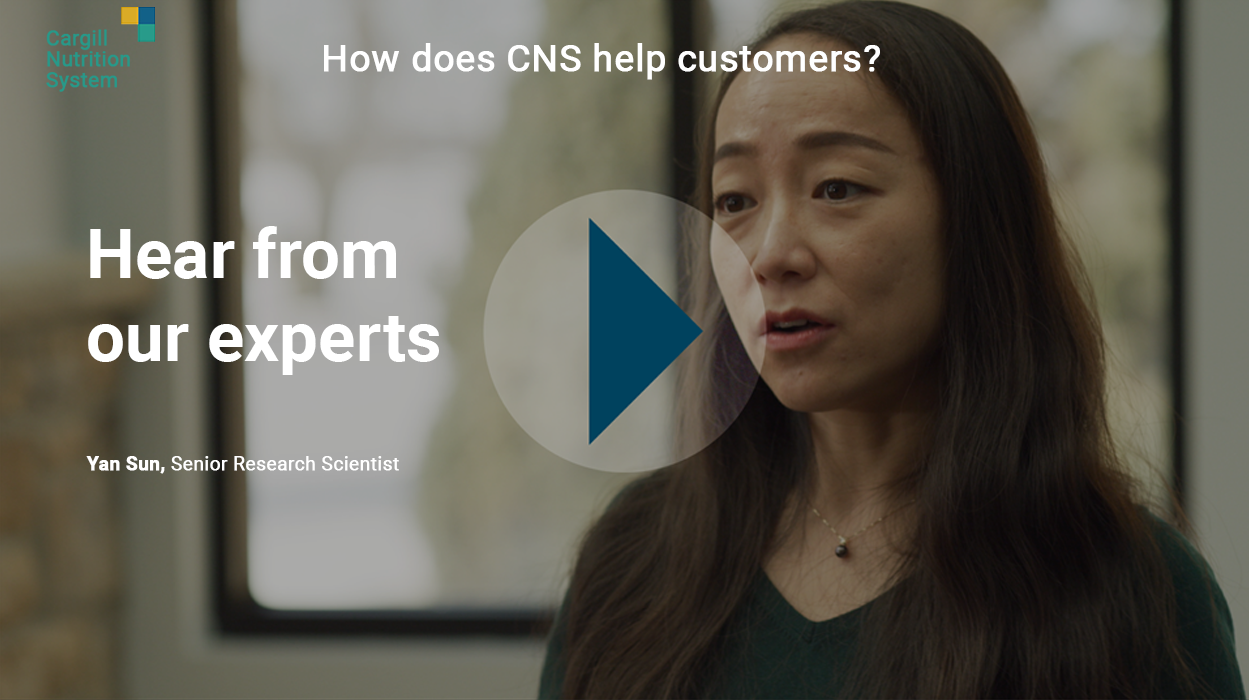 Cargill
Nutrition
System
How does CNS help customers?
Hear from
our experts
Yan Sun, Senior Research Scientist